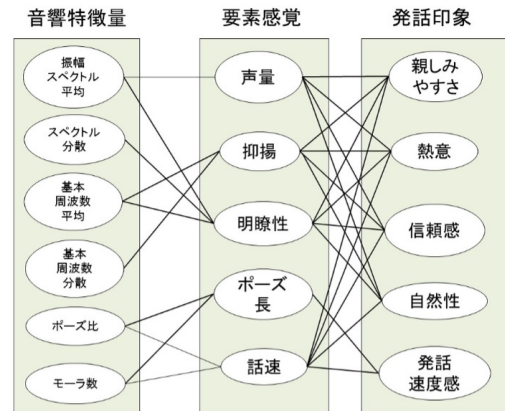 音響特徴量
要素感覚
発話印象
振幅
スペクトル
平均
スペクトル
分散
基本
周波数
平均
基本
周波数
分散
ポーズ比
モーラ数
声量
抑揚
明瞭性
ポーズ
長
話速
親しみ
やすさ
熱意
信頼感
自然性
発話
速度感